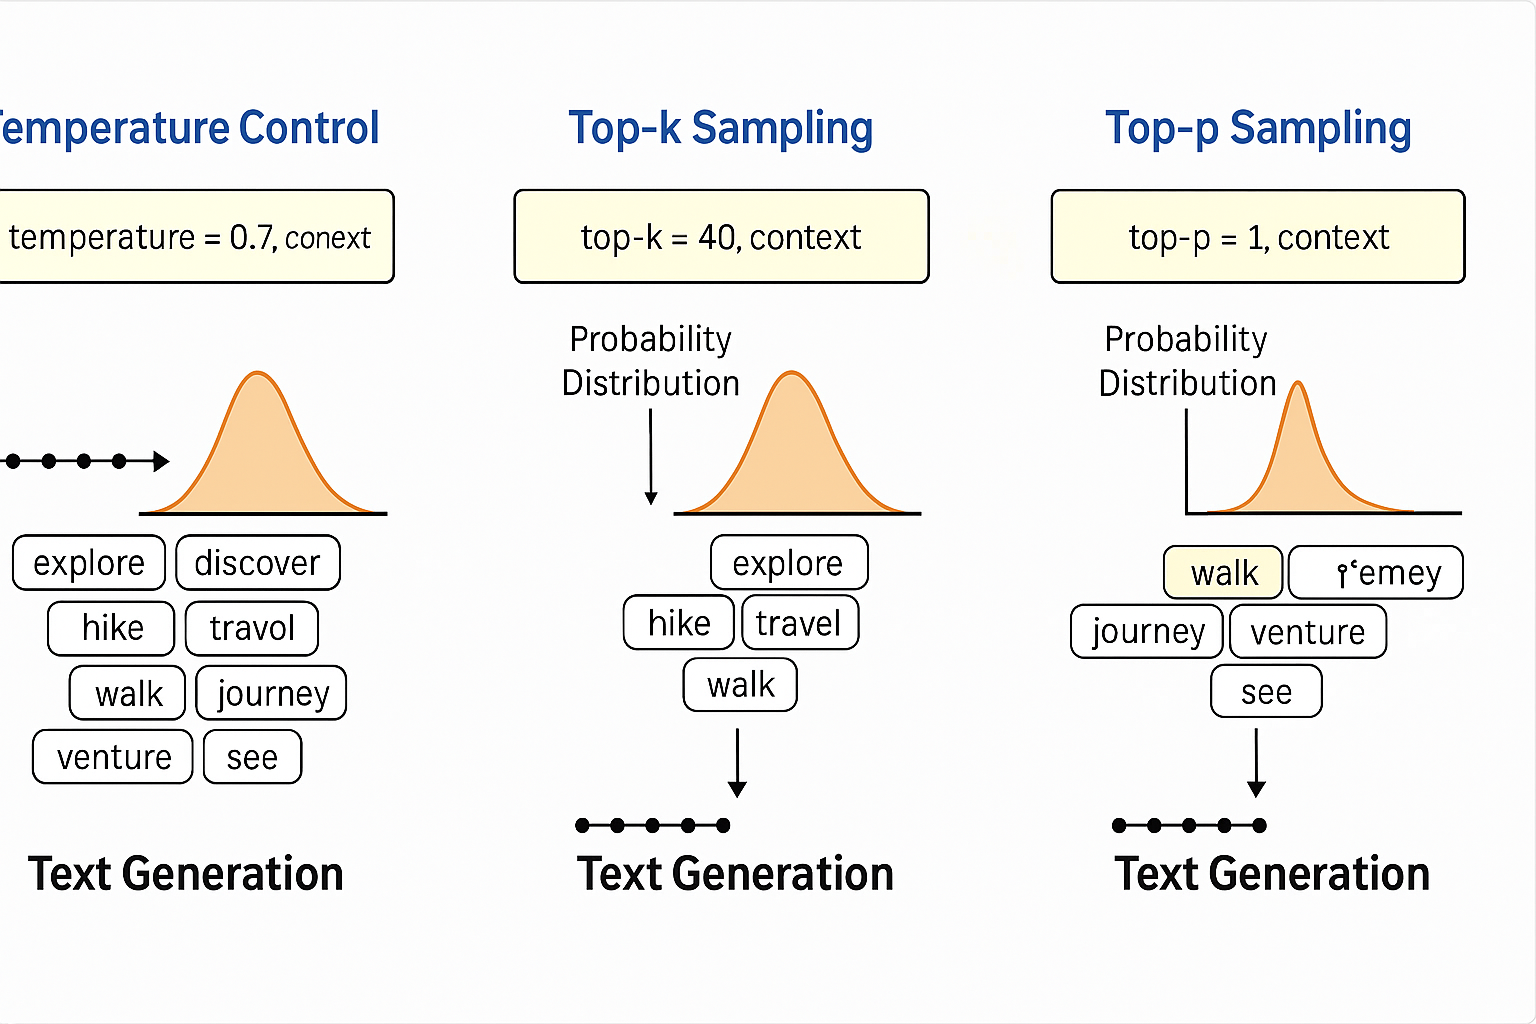 Temperature Control
temperature = 0.7, conext
explore discover
hike travol
walk journey
venture see
Text Generation
Top-k Sampling
top-k = 40, context
Probability
Distribution
explore
hike travel
walk
Text Generation
Top-p Sampling
top-p = 1, context
Probability
Distribution
walk
journey venture
see
Text Generation